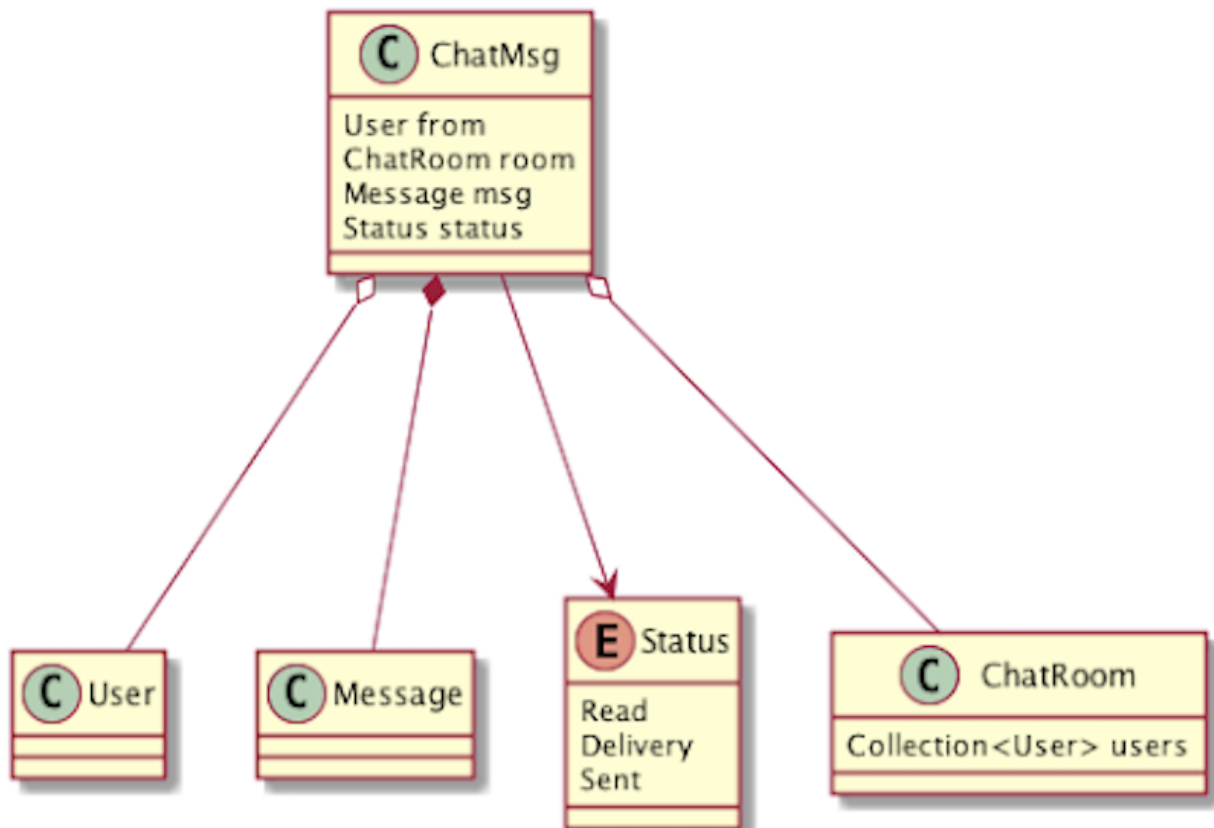 C ChatMsg
User from
ChatRoom room
Message msg
Status status
C User
C Message
E Status
Read
Delivery
Sent
C ChatRoom
Collection<User> users